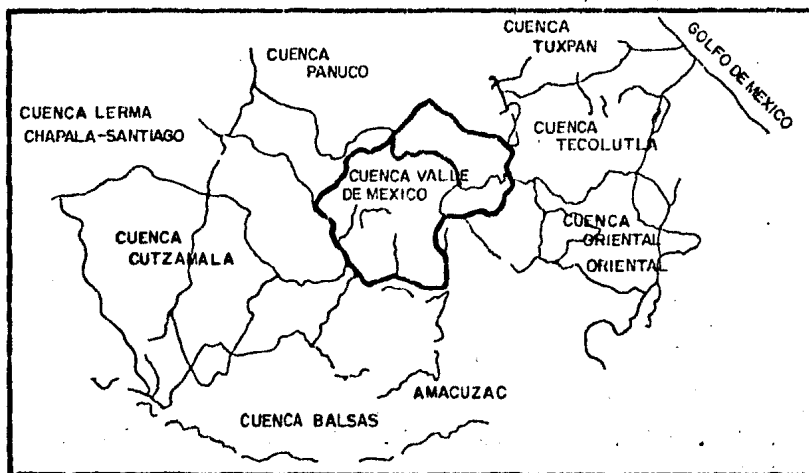 CUENCA
TUXPAN
GOLFO DE MEXICO
CUENCA
PANUCO
CUENCA LERMA
CHAPALA-SANTIAGO
CUENCA
TECOLUTLA
CUENCA VALLE
DE MEXICO
CUENCA
CUTZAMALA
CUENCA
ORIENTAL
ORIENTAL
AMACUZAC
CUENCA BALSAS